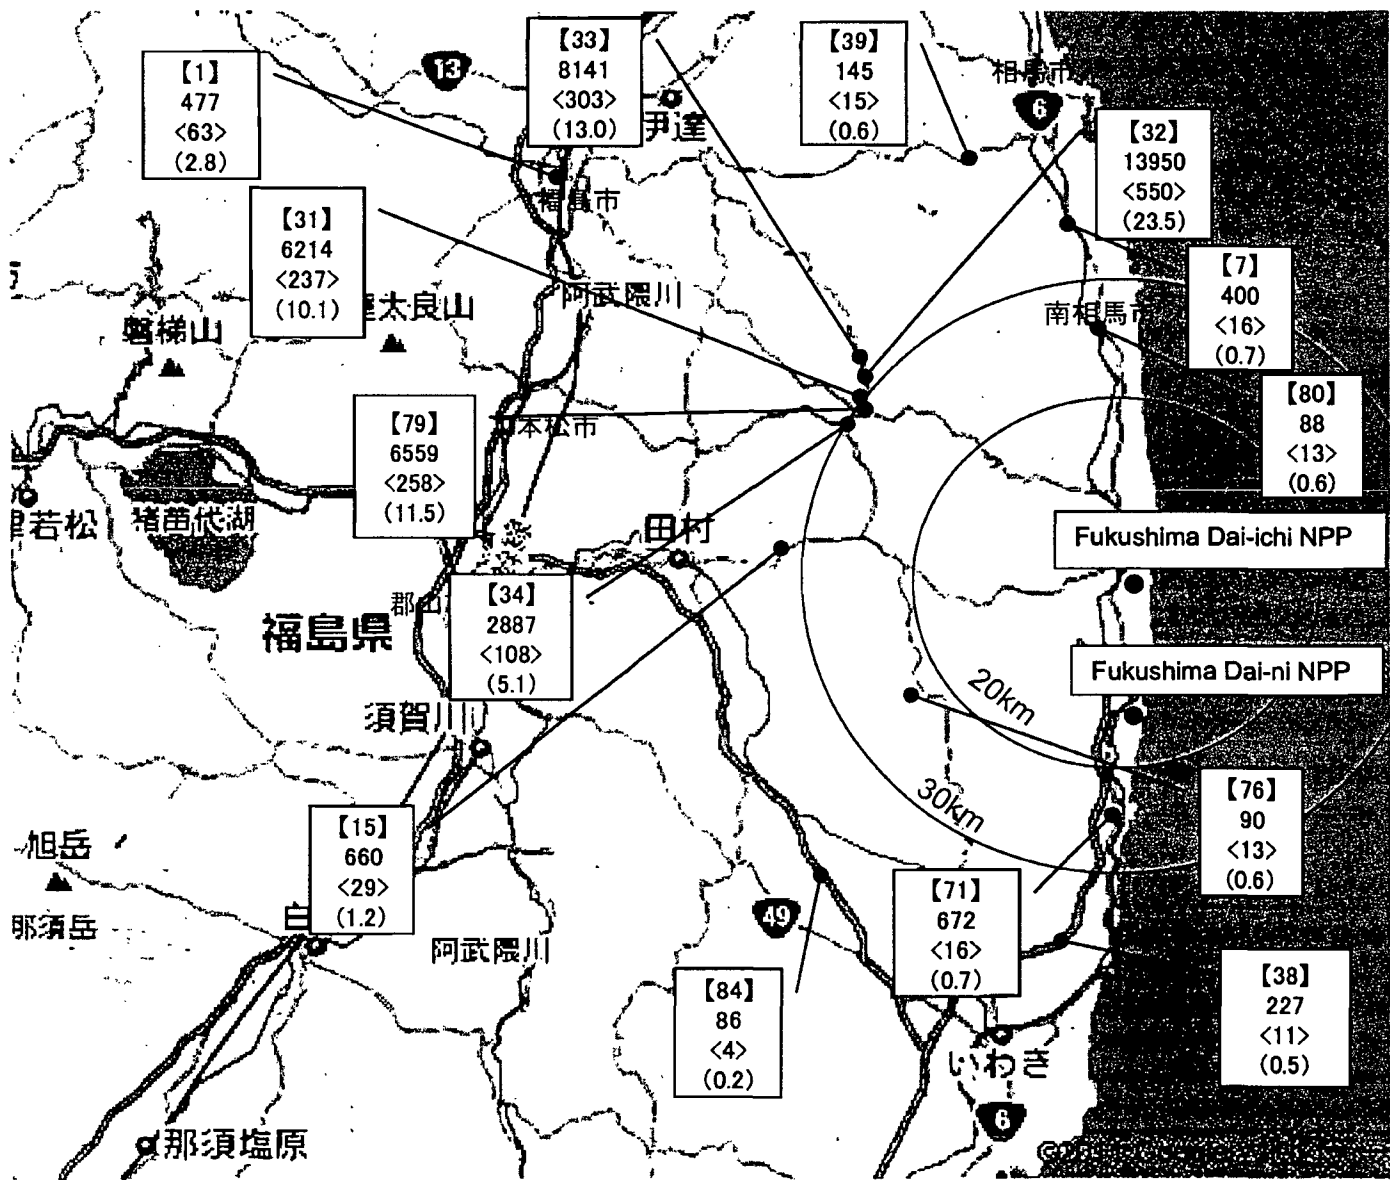 【1】
477
<63>
(2.8)
13
【33】
8141
<303>
(13.0)
伊達
【39】
145
<15>
(0.6)
相馬市
6
【32】
13950
<550>
(23.5)
福島市
【31】
6214
<237>
(10.1)
阿武隈川
太良山
磐梯山
【7】
400
<16>
(0.7)
南相馬市
【80】
88
<13>
(0.6)
【79】
6559
<258>
(11.5)
本松市
若松
猪苗代湖
田村
Fukushima Dai-ichi NPP
【34】
2887
<108>
(5.1)
郡山
福島県
Fukushima Dai-ni NPP
20km
須賀川
30km
【76】
90
<13>
(0.6)
【15】
660
<29>
(1.2)
旭岳
那須岳
白
阿武隈川
49
【71】
672
<16>
(0.7)
【84】
86
<4>
(0.2)
【38】
227
<11>
(0.5)
いわき
6
那須塩原